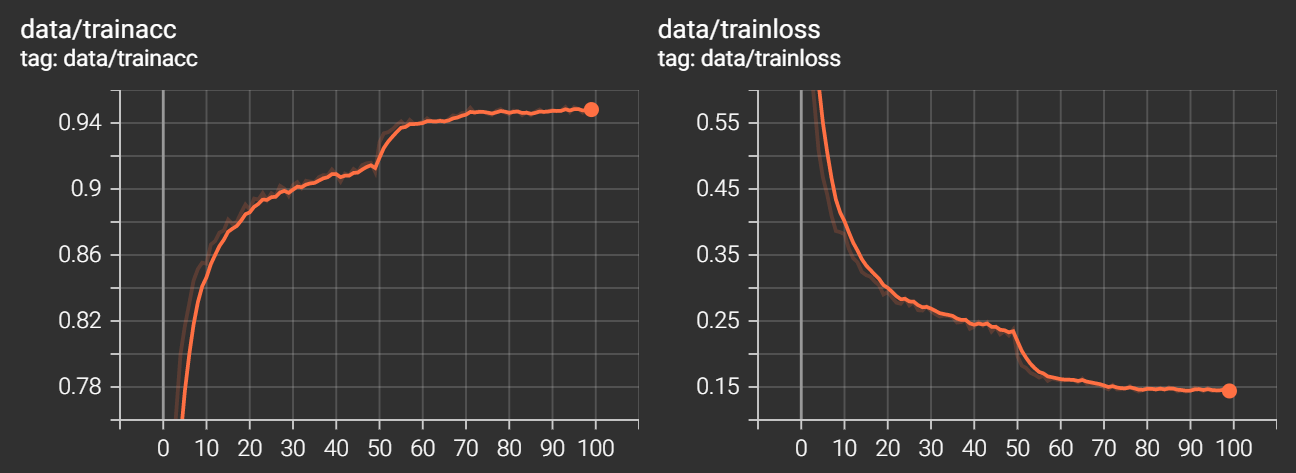 data/trainacc
tag: data/trainacc
0.94
0.9
0.86
0.82
0.78
0 10 20 30 40 50 60 70 80 90 100
data/trainloss
tag: data/trainloss
0.55
0.45
0.35
0.25
0.15
0 10 20 30 40 50 60 70 80 90 100